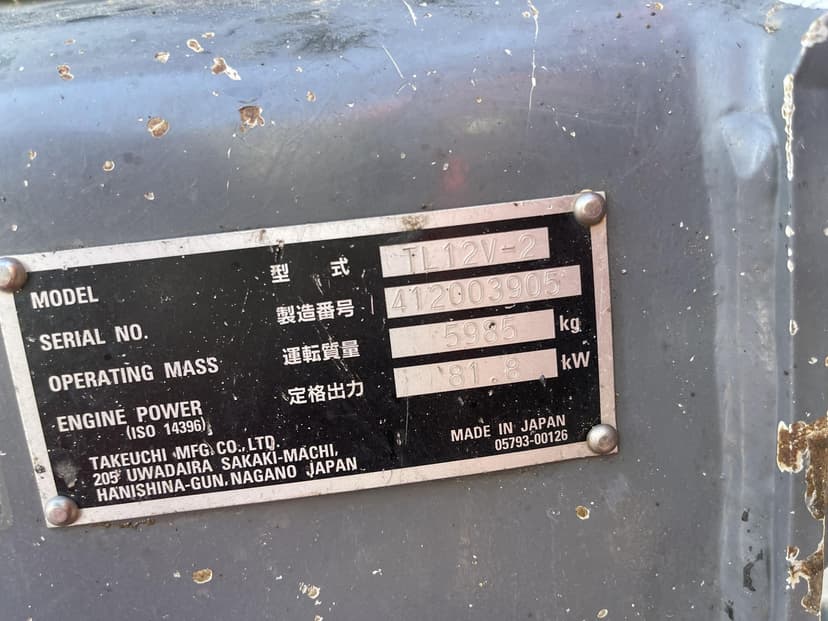 MODEL 型 式 TL12V-2
SERIAL NO. 製造番号 412003905
OPERATING MASS 運転質量 5985 kg
ENGINE POWER 定格出力 81.8 kW
(ISO 14396)
TAKEUCHI MFG.CO.,LTD.
205 UWADAIRA SAKAKI-MACHI,
HANISHINA-GUN, NAGANO JAPAN
MADE IN JAPAN
05793-00126